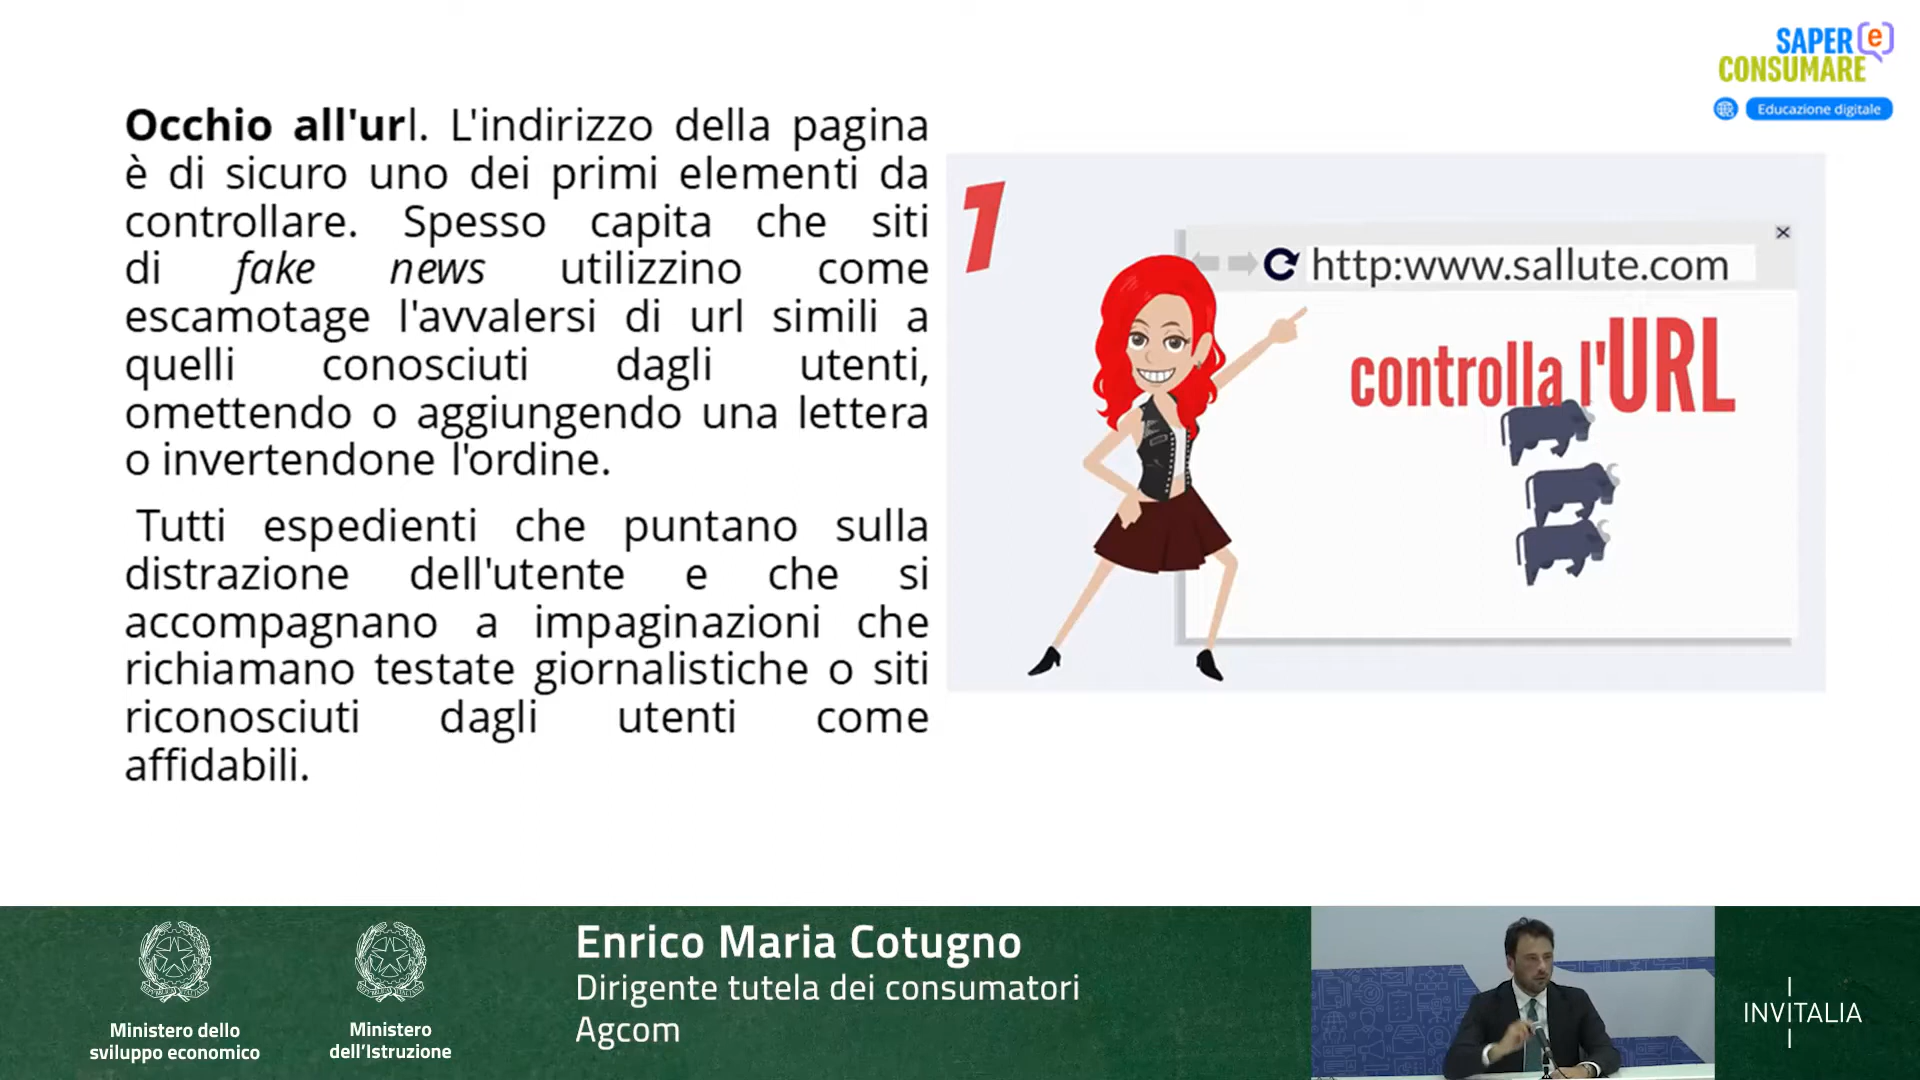 SAPER e
CONSUMARE
Educazione digitale
Occhio all'url. L'indirizzo della pagina
è di sicuro uno dei primi elementi da
controllare. Spesso capita che siti
di fake news utilizzino come
escamotage l'avvalersi di url simili a
quelli conosciuti dagli utenti,
omettendo o aggiungendo una lettera
o invertendone l'ordine.
Tutti espedienti che puntano sulla
distrazione dell'utente e che si
accompagnano a impaginazioni che
richiamano testate giornalistiche o siti
riconosciuti dagli utenti come
affidabili.
1
http:www.sallute.com
controlla l'URL
Ministero dello
sviluppo economico
Ministero
dell'Istruzione
Enrico Maria Cotugno
Dirigente tutela dei consumatori
Agcom
INVITALIA